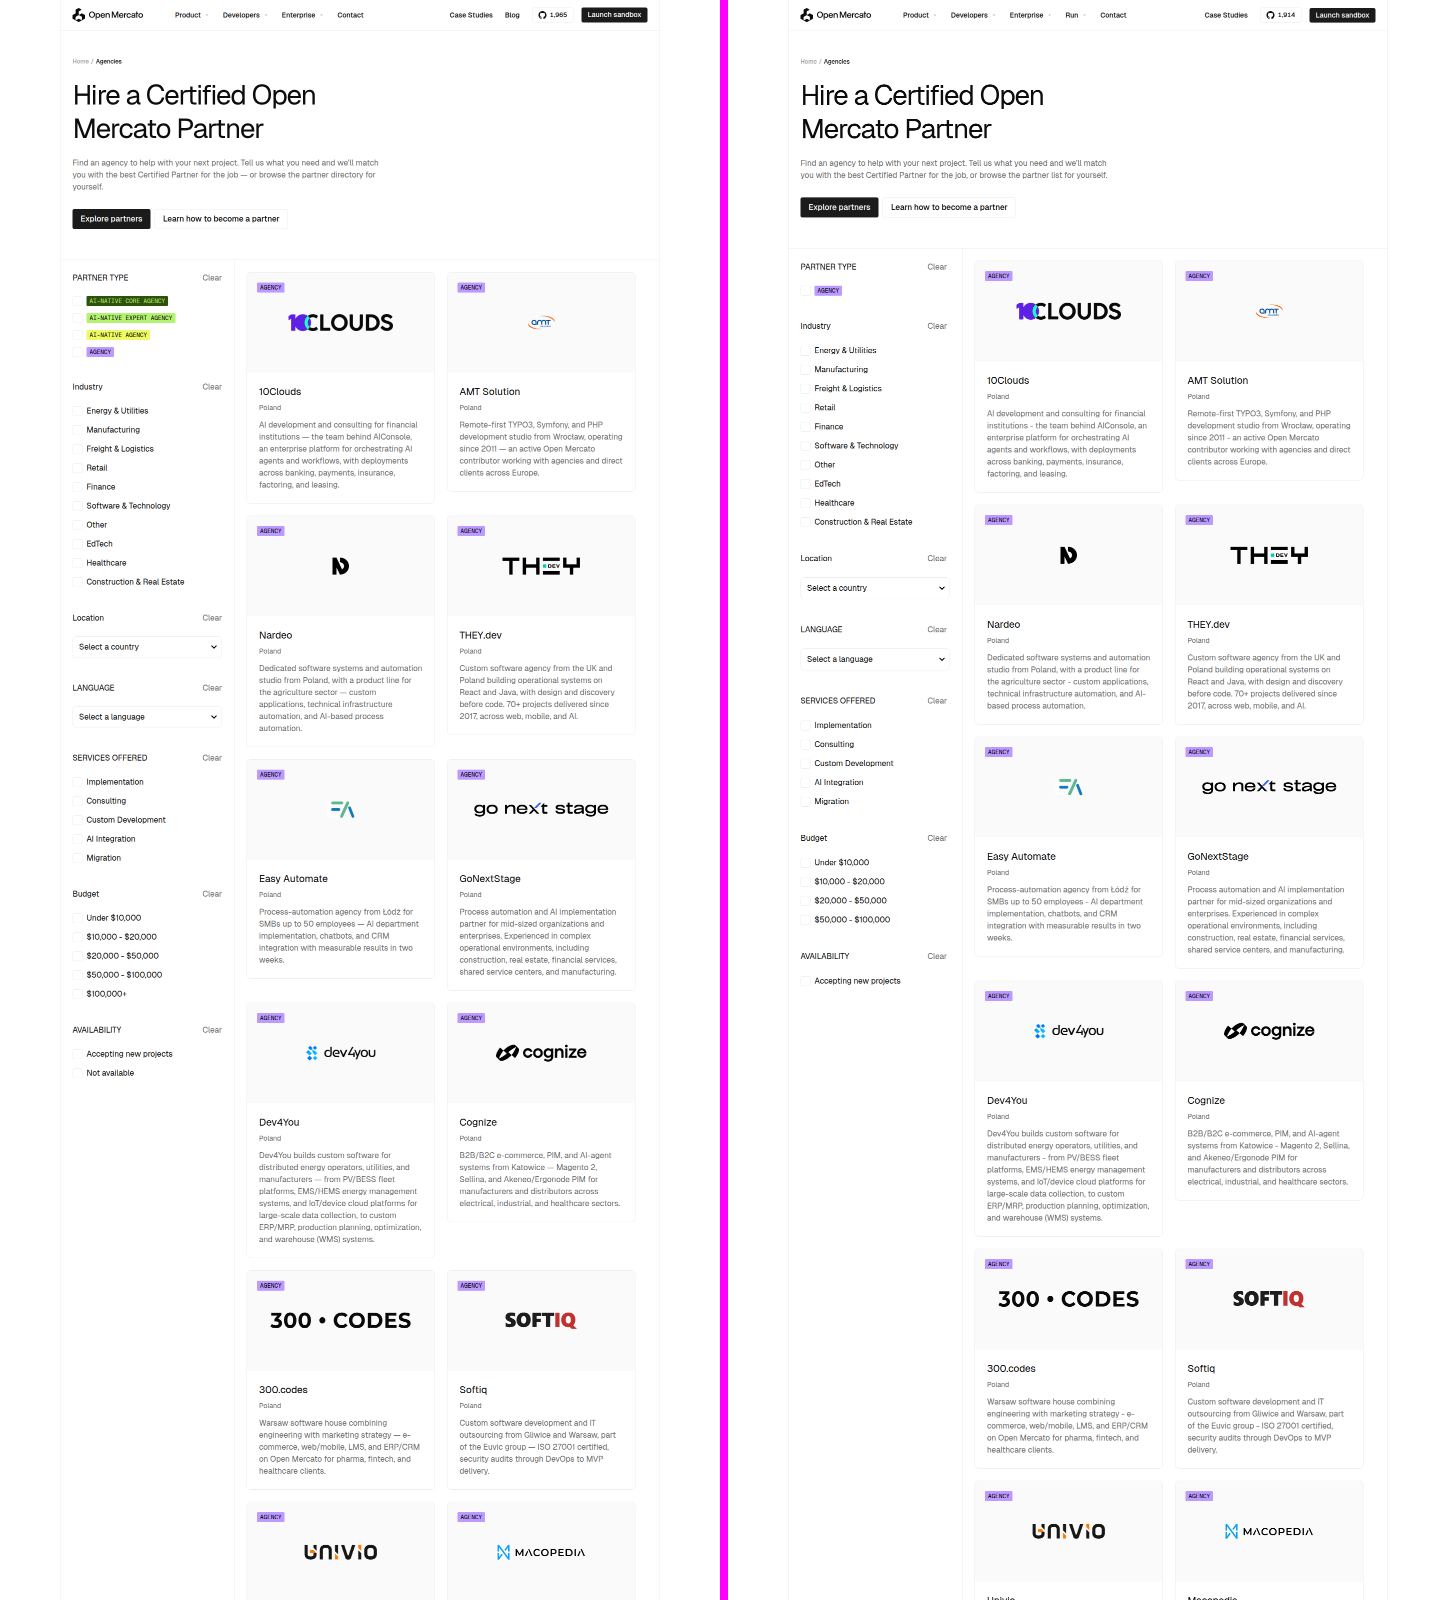 Open Mercato
Product
Developers
Enterprise
Contact
Case Studies
Blog
1,965
Launch sandbox
Home / Agencies
Hire a Certified Open
Mercato Partner
Find an agency to help with your next project. Tell us what you need and we'll match
you with the best Certified Partner for the job — or browse the partner directory for
yourself.
Explore partners
Learn how to become a partner
PARTNER TYPE
Clear
AI-NATIVE CORE AGENCY
AI-NATIVE EXPERT AGENCY
AI-NATIVE AGENCY
AGENCY
Industry
Clear
Energy & Utilities
Manufacturing
Freight & Logistics
Retail
Finance
Software & Technology
Other
EdTech
Healthcare
Construction & Real Estate
Location
Clear
Select a country
LANGUAGE
Clear
Select a language
SERVICES OFFERED
Clear
Implementation
Consulting
Custom Development
AI Integration
Migration
Budget
Clear
Under $10,000
$10,000 - $20,000
$20,000 - $50,000
$50,000 - $100,000
$100,000+
AVAILABILITY
Clear
Accepting new projects
Not available
AGENCY
10CLOUDS
10Clouds
Poland
AI development and consulting for financial
institutions — the team behind AIConsole,
an enterprise platform for orchestrating AI
agents and workflows, with deployments
across banking, payments, insurance,
factoring, and leasing.
AGENCY
amt
AMT Solution
Poland
Remote-first TYPO3, Symfony, and PHP
development studio from Wrocław, operating
since 2011 — an active Open Mercato
contributor working with agencies and direct
clients across Europe.
AGENCY
Nardeo
Poland
Dedicated software systems and automation
studio from Poland, with a product line for
the agriculture sector — custom
applications, technical infrastructure
automation, and AI-based process
automation.
AGENCY
THEY DEV
THEY.dev
Poland
Custom software agency from the UK and
Poland building operational systems on
React and Java, with design and discovery
before code. 70+ projects delivered since
2017, across web, mobile, and AI.
AGENCY
Easy Automate
Poland
Process-automation agency from Łódź for
SMBs up to 50 employees — AI department
implementation, chatbots, and CRM
integration with measurable results in two
weeks.
AGENCY
go next stage
GoNextStage
Poland
Process automation and AI implementation
partner for mid-sized organizations and
enterprises. Experienced in complex
operational environments, including
construction, real estate, financial services,
shared service centers, and manufacturing.
AGENCY
dev4you
Dev4You
Poland
Dev4You builds custom software for
distributed energy operators, utilities, and
manufacturers — from PV/BESS fleet
platforms, EMS/HEMS energy management
systems, and IoT/device cloud platforms for
large-scale data collection, to custom
ERP/MRP, production planning, optimization,
and warehouse (WMS) systems.
AGENCY
cognize
Cognize
Poland
B2B/B2C e-commerce, PIM, and AI-agent
systems from Katowice — Magento 2,
Sellina, and Akeneo/Ergonode PIM for
manufacturers and distributors across
electrical, industrial, and healthcare sectors.
AGENCY
300 • CODES
300.codes
Poland
Warsaw software house combining
engineering with marketing strategy — e-
commerce, web/mobile, LMS, and ERP/CRM
on Open Mercato for pharma, fintech, and
healthcare clients.
AGENCY
SOFTIQ
Softiq
Poland
Custom software development and IT
outsourcing from Gliwice and Warsaw, part
of the Euvic group — ISO 27001 certified,
security audits through DevOps to MVP
delivery.
AGENCY
UNIVIO
AGENCY
MACOPEDIA
Open Mercato
Product
Developers
Enterprise
Run
Contact
Case Studies
1,914
Launch sandbox
Home / Agencies
Hire a Certified Open
Mercato Partner
Find an agency to help with your next project. Tell us what you need and we'll match
you with the best Certified Partner for the job, or browse the partner list for yourself.
Explore partners
Learn how to become a partner
PARTNER TYPE
Clear
AGENCY
Industry
Clear
Energy & Utilities
Manufacturing
Freight & Logistics
Retail
Finance
Software & Technology
Other
EdTech
Healthcare
Construction & Real Estate
Location
Clear
Select a country
LANGUAGE
Clear
Select a language
SERVICES OFFERED
Clear
Implementation
Consulting
Custom Development
AI Integration
Migration
Budget
Clear
Under $10,000
$10,000 - $20,000
$20,000 - $50,000
$50,000 - $100,000
AVAILABILITY
Clear
Accepting new projects
AGENCY
10CLOUDS
10Clouds
Poland
AI development and consulting for financial
institutions - the team behind AIConsole, an
enterprise platform for orchestrating AI
agents and workflows, with deployments
across banking, payments, insurance,
factoring, and leasing.
AGENCY
amt
AMT Solution
Poland
Remote-first TYPO3, Symfony, and PHP
development studio from Wrocław, operating
since 2011 - an active Open Mercato
contributor working with agencies and direct
clients across Europe.
AGENCY
Nardeo
Poland
Dedicated software systems and automation
studio from Poland, with a product line for
the agriculture sector - custom applications,
technical infrastructure automation, and AI-
based process automation.
AGENCY
THEY DEV
THEY.dev
Poland
Custom software agency from the UK and
Poland building operational systems on
React and Java, with design and discovery
before code. 70+ projects delivered since
2017, across web, mobile, and AI.
AGENCY
Easy Automate
Poland
Process-automation agency from Łódź for
SMBs up to 50 employees - AI department
implementation, chatbots, and CRM
integration with measurable results in two
weeks.
AGENCY
go next stage
GoNextStage
Poland
Process automation and AI implementation
partner for mid-sized organizations and
enterprises. Experienced in complex
operational environments, including
construction, real estate, financial services,
shared service centers, and manufacturing.
AGENCY
dev4you
Dev4You
Poland
Dev4You builds custom software for
distributed energy operators, utilities, and
manufacturers - from PV/BESS fleet
platforms, EMS/HEMS energy management
systems, and IoT/device cloud platforms for
large-scale data collection, to custom
ERP/MRP, production planning, optimization,
and warehouse (WMS) systems.
AGENCY
cognize
Cognize
Poland
B2B/B2C e-commerce, PIM, and AI-agent
systems from Katowice - Magento 2, Sellina,
and Akeneo/Ergonode PIM for
manufacturers and distributors across
electrical, industrial, and healthcare sectors.
AGENCY
300 • CODES
300.codes
Poland
Warsaw software house combining
engineering with marketing strategy - e-
commerce, web/mobile, LMS, and ERP/CRM
on Open Mercato for pharma, fintech, and
healthcare clients.
AGENCY
SOFTIQ
Softiq
Poland
Custom software development and IT
outsourcing from Gliwice and Warsaw, part
of the Euvic group - ISO 27001 certified,
security audits through DevOps to MVP
delivery.
AGENCY
UNIVIO
Univio
AGENCY
MACOPEDIA
Macopedia